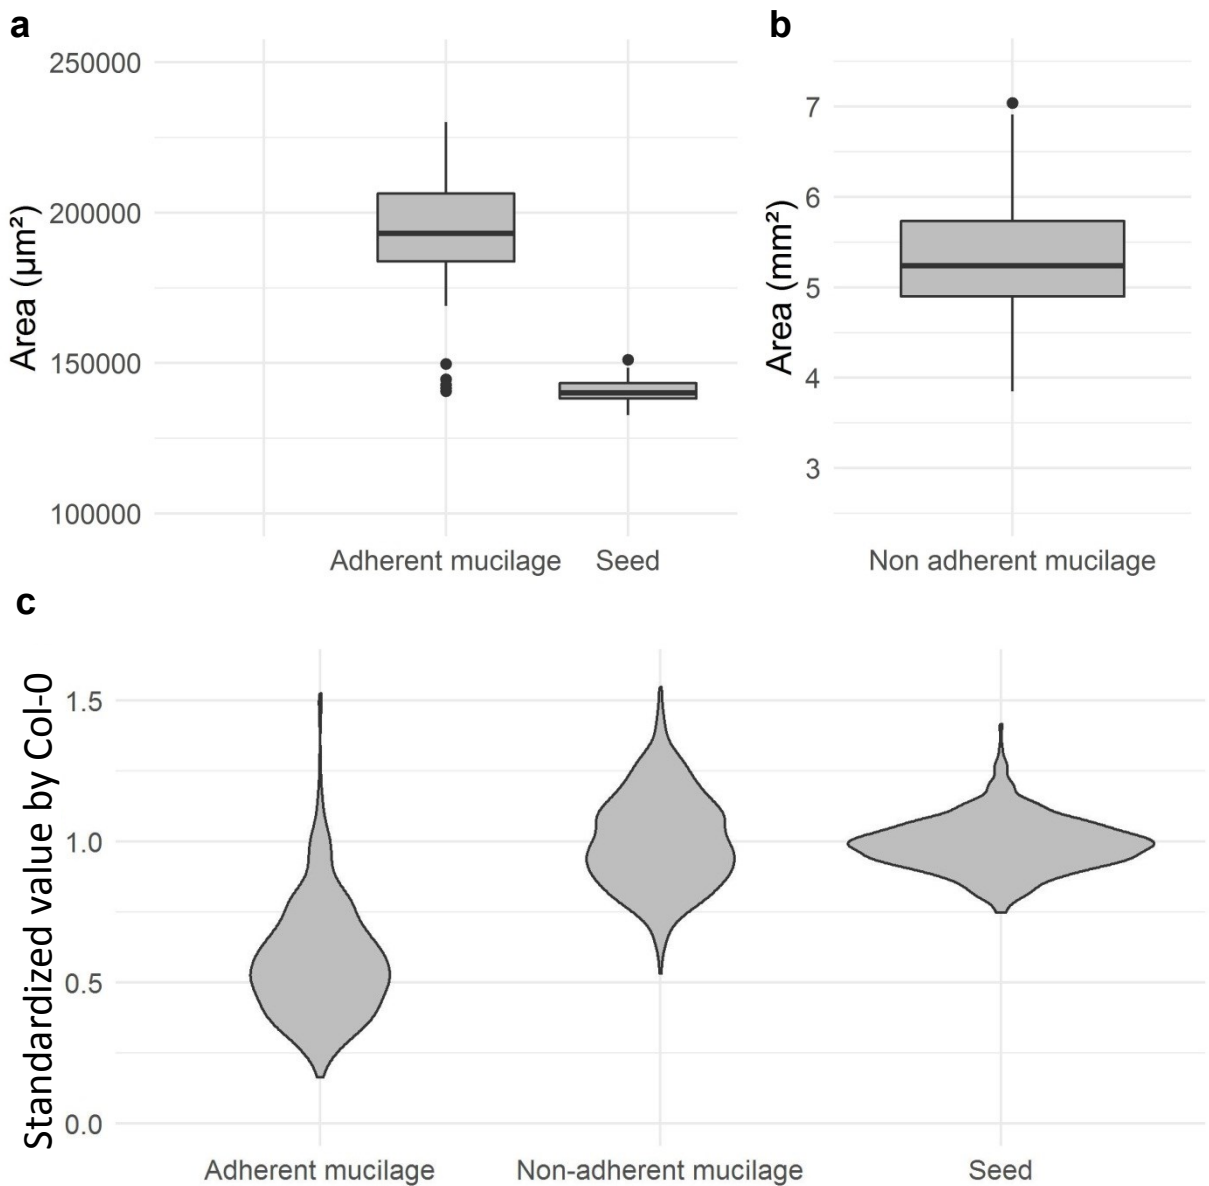 a
250000
200000
150000
100000
Area (µm²)
Adherent mucilage
Seed
b
7
6
5
4
3
Area (mm²)
Non adherent mucilage
c
1.5
1.0
0.5
0.0
Standardized value by Col-0
Adherent mucilage
Non-adherent mucilage
Seed